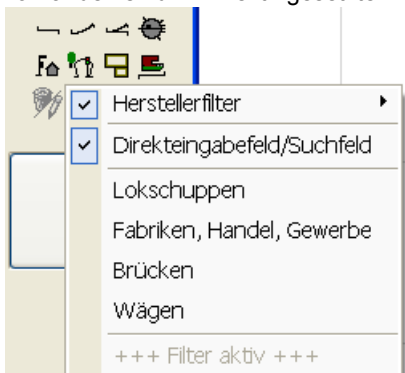 Herstellerfilter
Direkteingabefeld/Suchfeld
Lokschuppen
Fabriken, Handel, Gewerbe
Brücken
Wägen
+++ Filter aktiv +++